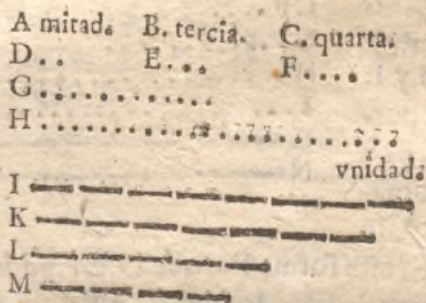 A mitad. B. tercia. C. quarta.
D . . E . . . F . . . .
G . . . . . . . . . . . .
H . . . . . . . . . . . . . . . . . . . . . . . .
vnidad.
I
K
L
M